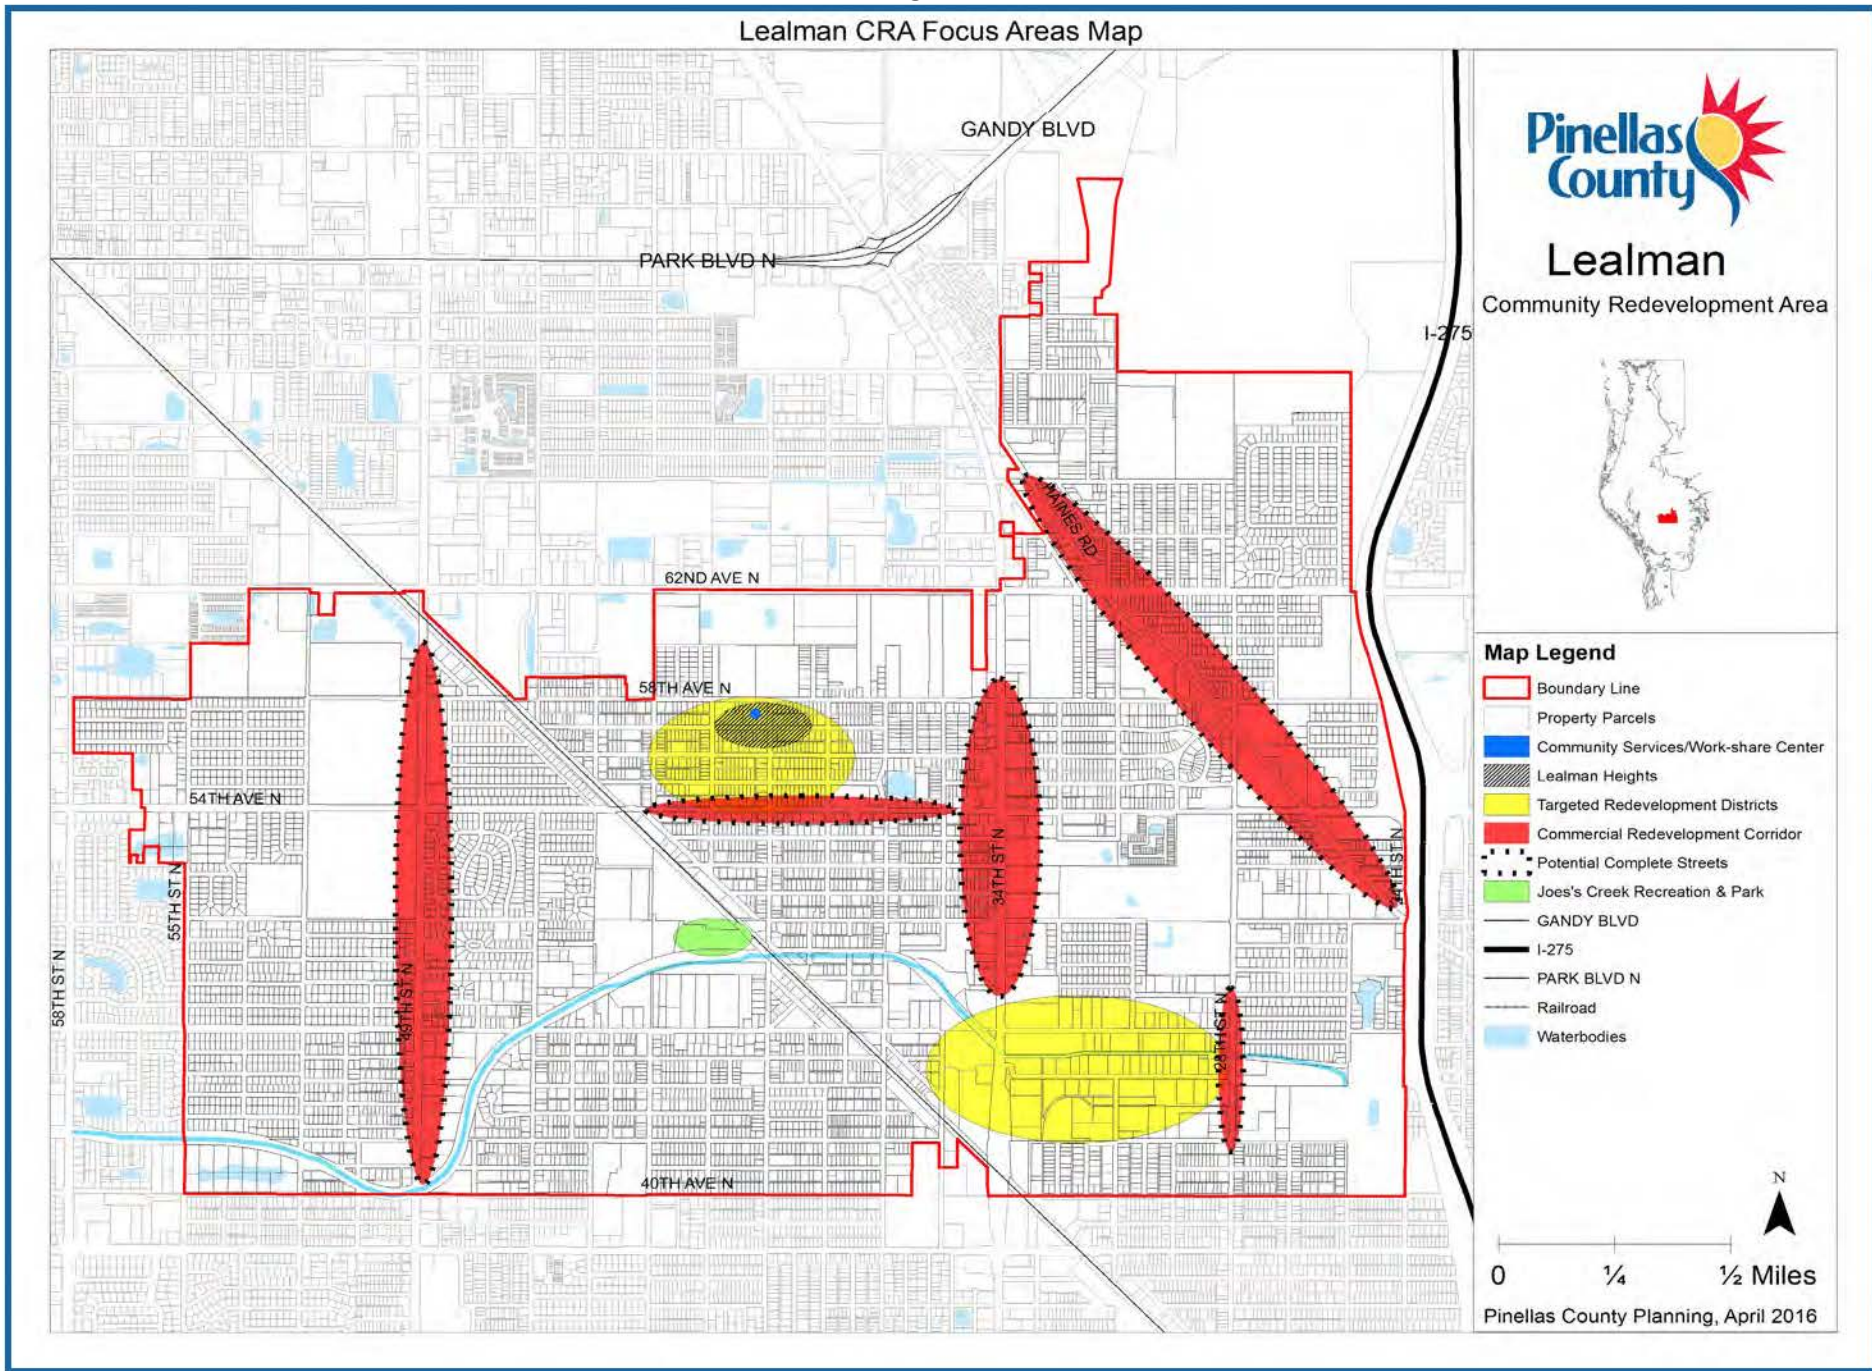 Lealman CRA Focus Areas Map
GANDY BLVD
PARK BLVD N
I-275
HAINES RD
62ND AVE N
58TH AVE N
54TH AVE N
34TH ST N
55TH ST N
49TH ST N
58TH ST N
28TH ST N
40TH AVE N
Pinellas
County
Lealman
Community Redevelopment Area
Map Legend
Boundary Line
Property Parcels
Community Services/Work-share Center
Lealman Heights
Targeted Redevelopment Districts
Commercial Redevelopment Corridor
Potential Complete Streets
Joes's Creek Recreation & Park
GANDY BLVD
I-275
PARK BLVD N
Railroad
Waterbodies
N
0 ¼ ½ Miles
Pinellas County Planning, April 2016